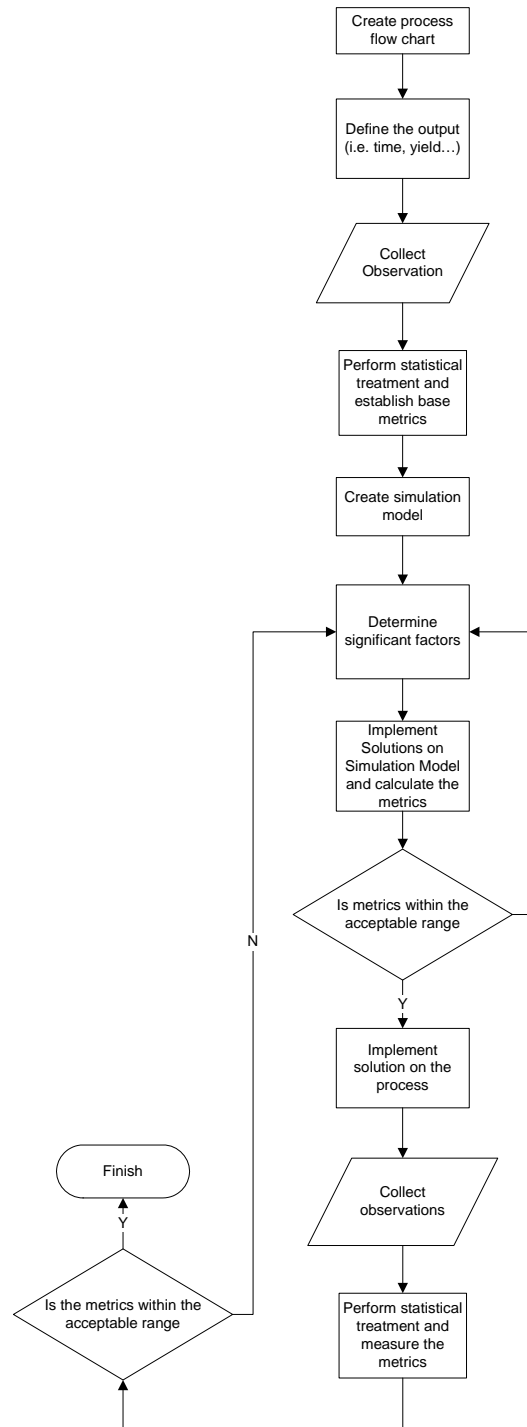 Create process
flow chart
Define the output
(i.e. time, yield…)
Collect
Observation
Perform statistical
treatment and
establish base
metrics
Create simulation
model
Determine
significant factors
Implement
Solutions on
Simulation Model
and calculate the
metrics
Is metrics within the
acceptable range
N
Y
Implement
solution on the
process
Collect
observations
Perform statistical
treatment and
measure the
metrics
Is the metrics within the
acceptable range
Y
Finish